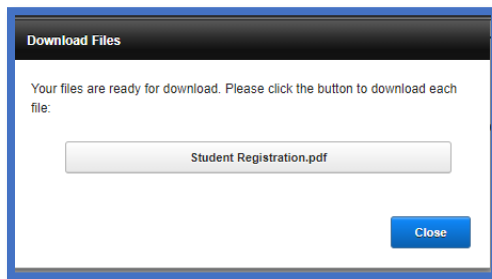 Download Files
Your files are ready for download. Please click the button to download each
file:
Student Registration.pdf
Close